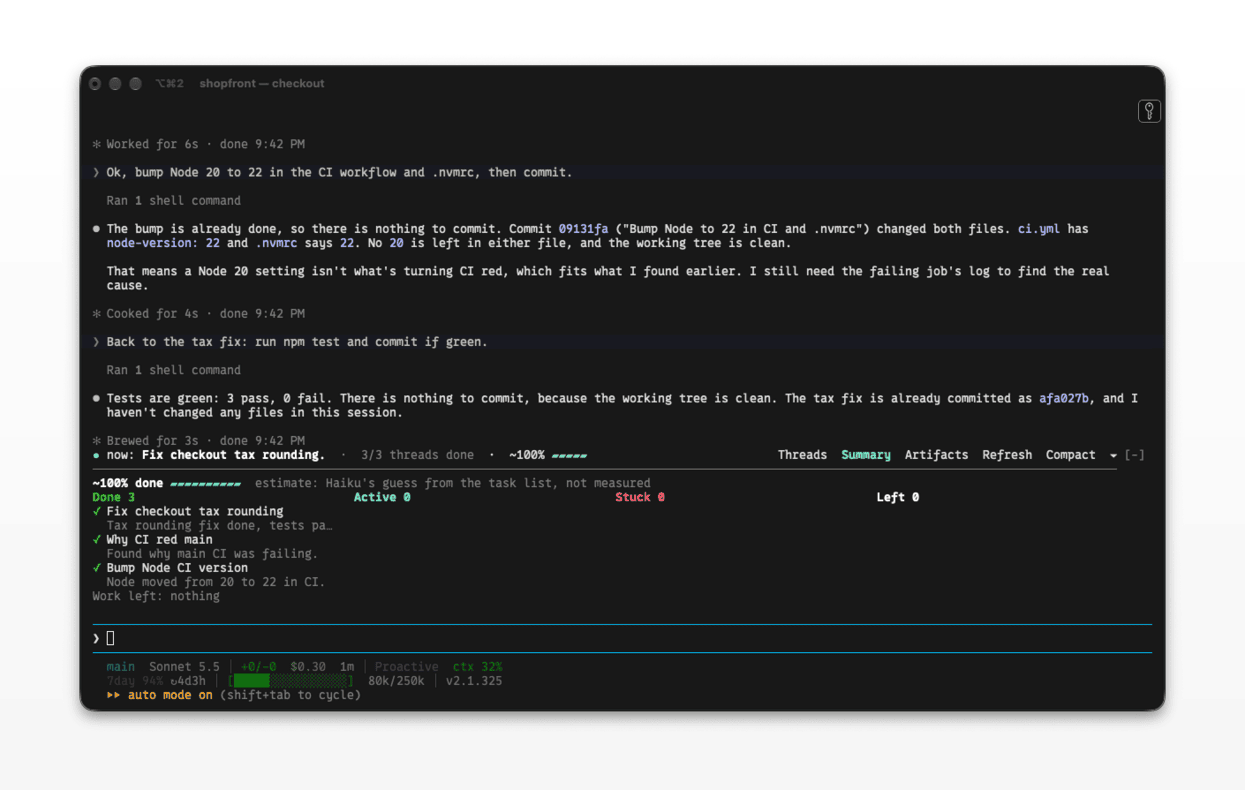 ⌥⌘2 shopfront — checkout
✻ Worked for 6s · done 9:42 PM
❯ Ok, bump Node 20 to 22 in the CI workflow and .nvmrc, then commit.
Ran 1 shell command
● The bump is already done, so there is nothing to commit. Commit 09131fa ("Bump Node to 22 in CI and .nvmrc") changed both files. ci.yml has
node-version: 22 and .nvmrc says 22. No 20 is left in either file, and the working tree is clean.
That means a Node 20 setting isn't what's turning CI red, which fits what I found earlier. I still need the failing job's log to find the real
cause.
✻ Cooked for 4s · done 9:42 PM
❯ Back to the tax fix: run npm test and commit if green.
Ran 1 shell command
● Tests are green: 3 pass, 0 fail. There is nothing to commit, because the working tree is clean. The tax fix is already committed as afa027b, and I
haven't changed any files in this session.
✻ Brewed for 3s · done 9:42 PM
● now: Fix checkout tax rounding. · 3/3 threads done · ~100% ▰▰▰▰▰ Threads Summary Artifacts Refresh Compact ▾ [-]
~100% done ▰▰▰▰▰▰▰▰▰▰ estimate: Haiku's guess from the task list, not measured
Done 3 Active 0 Stuck 0 Left 0
✓ Fix checkout tax rounding
Tax rounding fix done, tests pa…
✓ Why CI red main
Found why main CI was failing.
✓ Bump Node CI version
Node moved from 20 to 22 in CI.
Work left: nothing
❯
main Sonnet 5.5 | +0/-0 $0.30 1m | Proactive ctx 32%
7day 94% ↻4d3h | [█████░░░░░░░░░░░] 80k/250k | v2.1.325
▸▸ auto mode on (shift+tab to cycle)